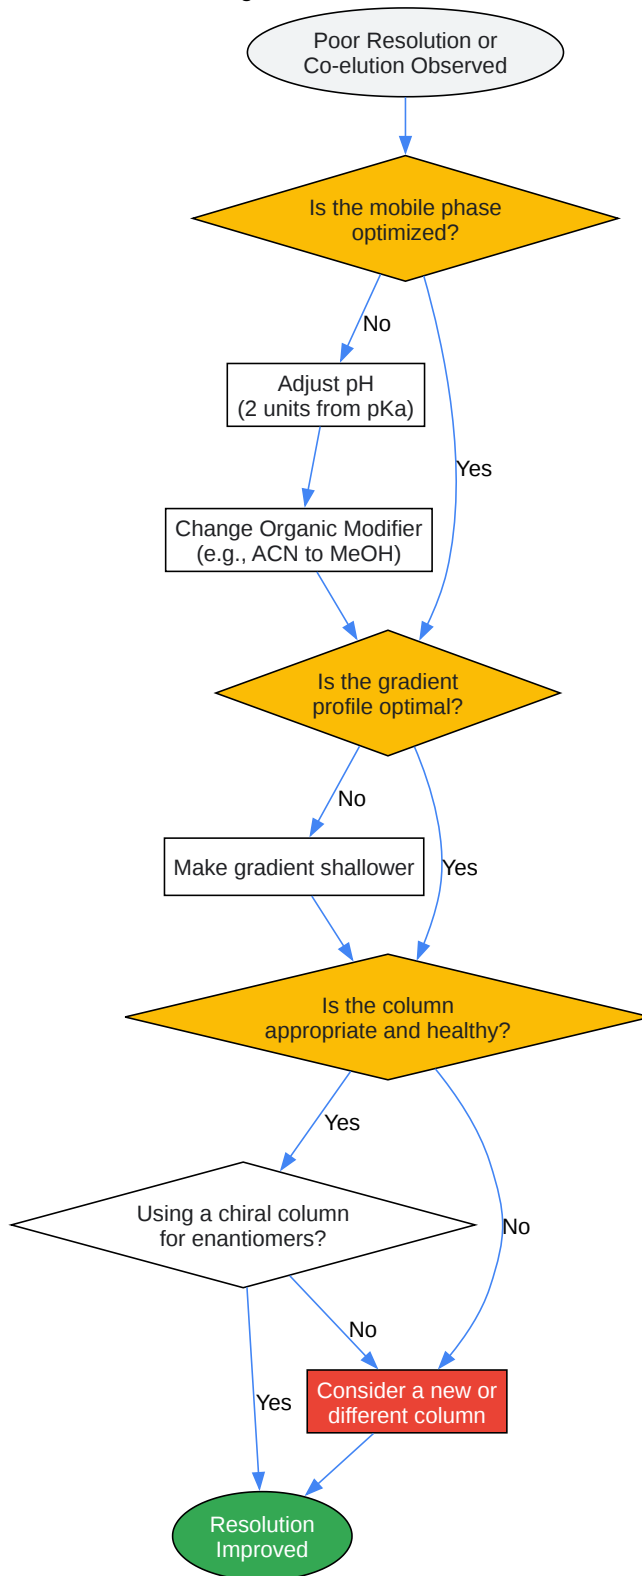 Poor Resolution or
Co-elution Observed
Is the mobile phase
optimized?
No
Adjust pH
(2 units from pKa)
Yes
Change Organic Modifier
(e.g., ACN to MeOH)
Is the gradient
profile optimal?
No
Make gradient shallower
Yes
Is the column
appropriate and healthy?
Yes
Using a chiral column
for enantiomers?
No
No
Consider a new or
different column
Yes
Resolution
Improved